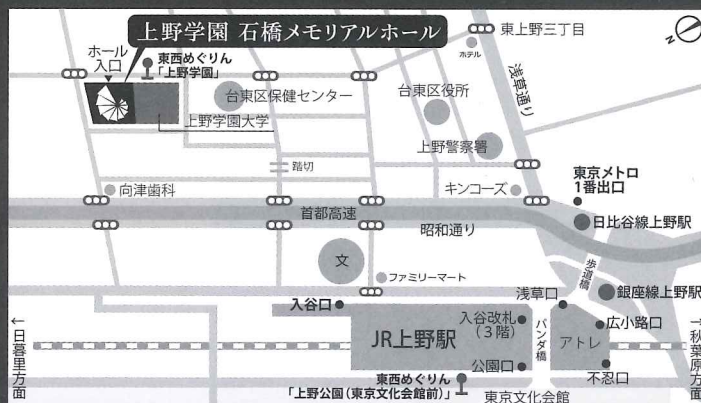 上野学園 石橋メモリアルホール
東上野三丁目
ホテル
N
ホール
入口
東西めぐりん
「上野学園」
台東区保健センター
台東区役所
浅草通り
上野学園大学
上野警察署
踏切
東京メトロ
1番出口
向津歯科
キンコーズ
首都高速
日比谷線上野駅
昭和通り
文
歩道橋
ファミリーマート
銀座線上野駅
入谷口
浅草口
入谷改札
(3階)
広小路口
JR上野駅
パンダ橋
アトレ
←日暮里方面
→秋葉原方面
公園口
不忍口
東西めぐりん
「上野公園(東京文化会館前)」
東京文化会館